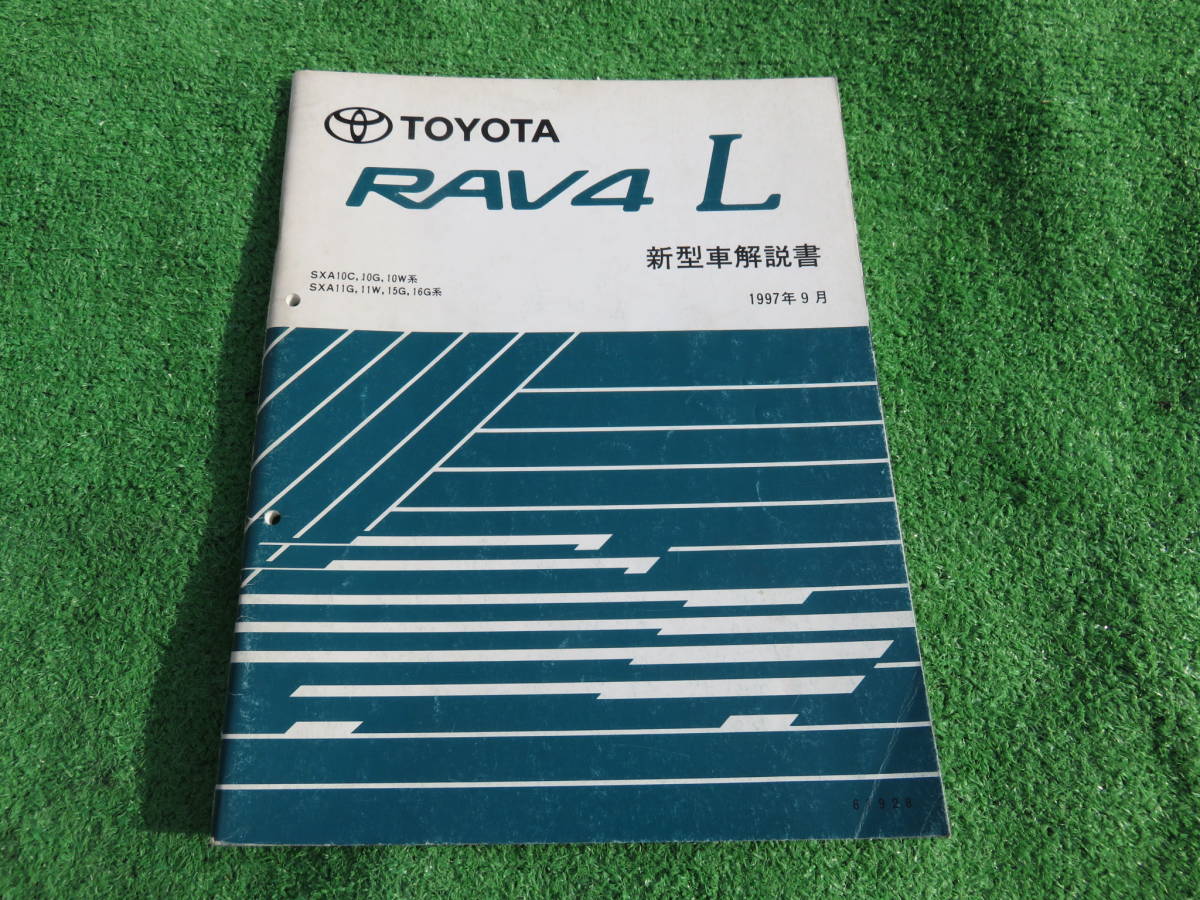 TOYOTA
RAV4 L
新型車解説書
SXA10C, 10G, 10W系
SXA11G, 11W, 15G, 16G系
1997年9月